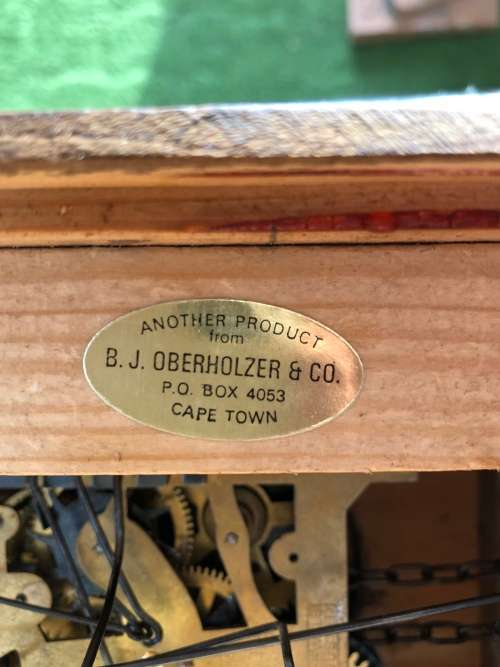 ANOTHER PRODUCT
from
B. J. OBERHOLZER & CO.
P.O. BOX 4053
CAPE TOWN